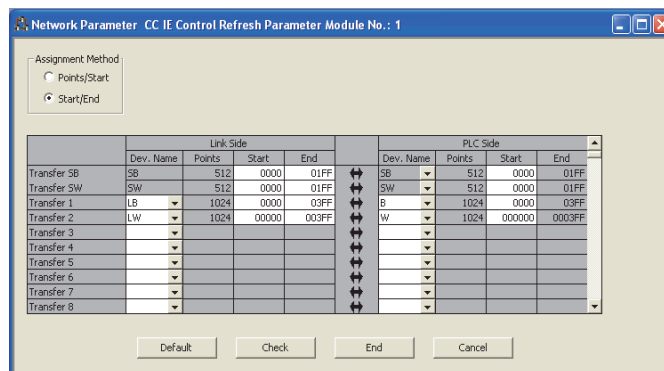 Network Parameter CC IE Control Refresh Parameter Module No.: 1
Assignment Method
Points/Start
Start/End
Link Side PLC Side
Dev. Name Points Start End Dev. Name Points Start End
Transfer SB SB 512 0000 01FF SB 512 0000 01FF
Transfer SW SW 512 0000 01FF SW 512 0000 01FF
Transfer 1 LB 1024 0000 03FF B 1024 0000 03FF
Transfer 2 LW 1024 00000 003FF W 1024 000000 0003FF
Transfer 3
Transfer 4
Transfer 5
Transfer 6
Transfer 7
Transfer 8
Default Check End Cancel